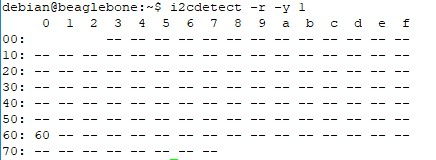 debian@beaglebone:~$ i2cdetect -r -y 1
     0  1  2  3  4  5  6  7  8  9  a  b  c  d  e  f
00:          -- -- -- -- -- -- -- -- -- -- -- -- --
10: -- -- -- -- -- -- -- -- -- -- -- -- -- -- -- --
20: -- -- -- -- -- -- -- -- -- -- -- -- -- -- -- --
30: -- -- -- -- -- -- -- -- -- -- -- -- -- -- -- --
40: -- -- -- -- -- -- -- -- -- -- -- -- -- -- -- --
50: -- -- -- -- -- -- -- -- -- -- -- -- -- -- -- --
60: 60 -- -- -- -- -- -- -- -- -- -- -- -- -- -- --
70: -- -- -- -- -- -- -- --